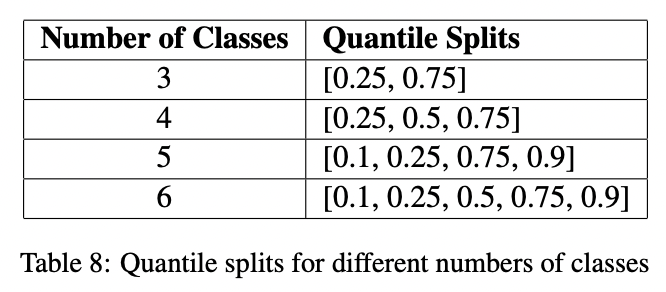 Number of Classes Quantile Splits
3 [0.25, 0.75]
4 [0.25, 0.5, 0.75]
5 [0.1, 0.25, 0.75, 0.9]
6 [0.1, 0.25, 0.5, 0.75, 0.9]
Table 8: Quantile splits for different numbers of classes